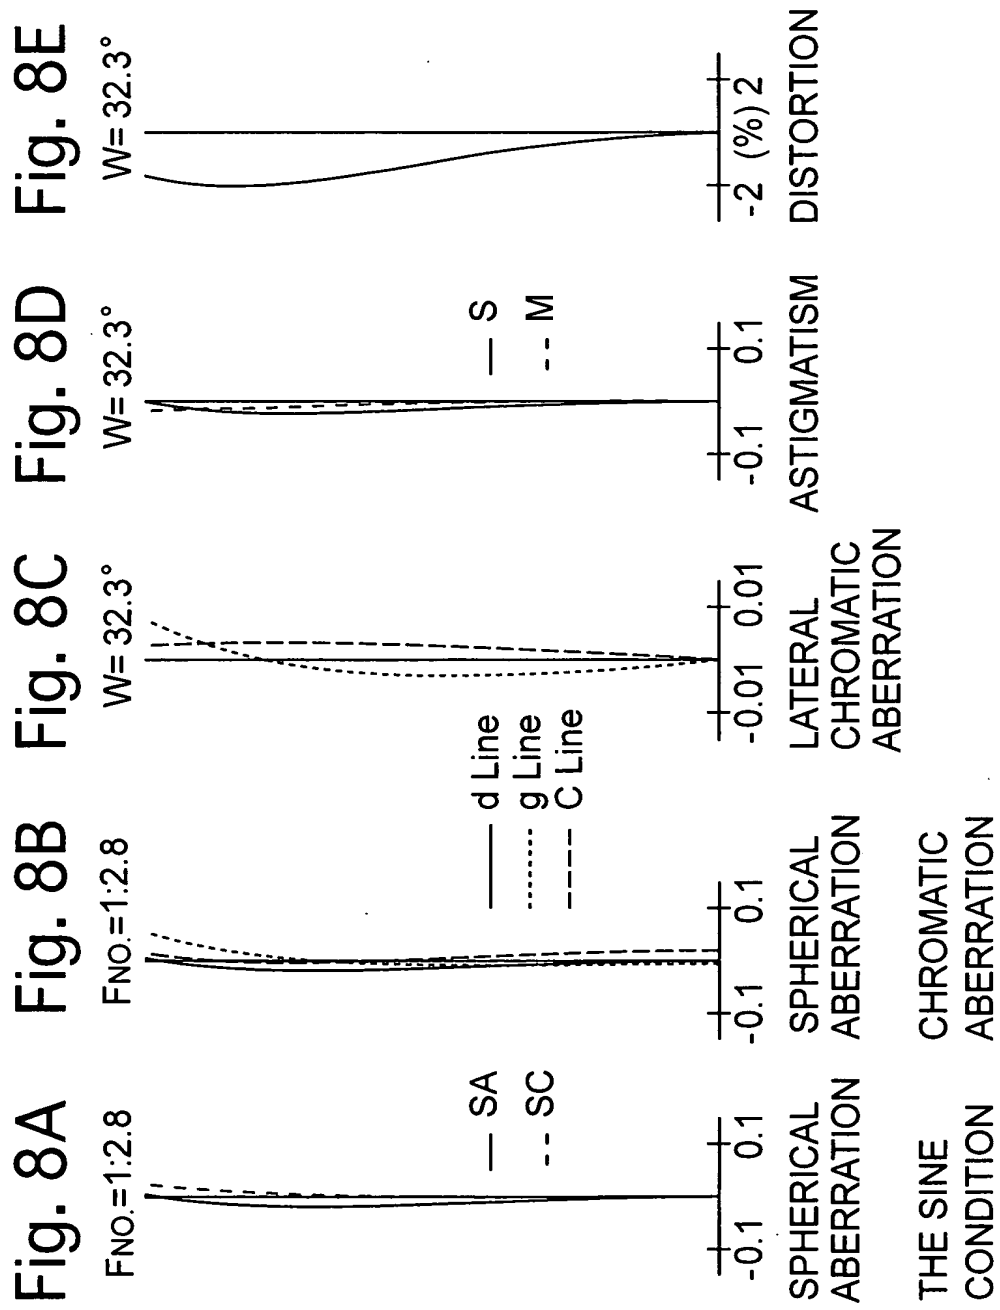 Fig. 8A
FNO.=1:2.8
SA
SC
-0.1
0.1
SPHERICAL
ABERRATION
THE SINE
CONDITION
Fig. 8B
FNO.=1:2.8
d Line
g Line
C Line
-0.1
0.1
SPHERICAL
ABERRATION
CHROMATIC
ABERRATION
Fig. 8C
W=32.3°
-0.01
0.01
LATERAL
CHROMATIC
ABERRATION
Fig. 8D
W=32.3°
S
M
-0.1
0.1
ASTIGMATISM
Fig. 8E
W=32.3°
-2 (%) 2
DISTORTION